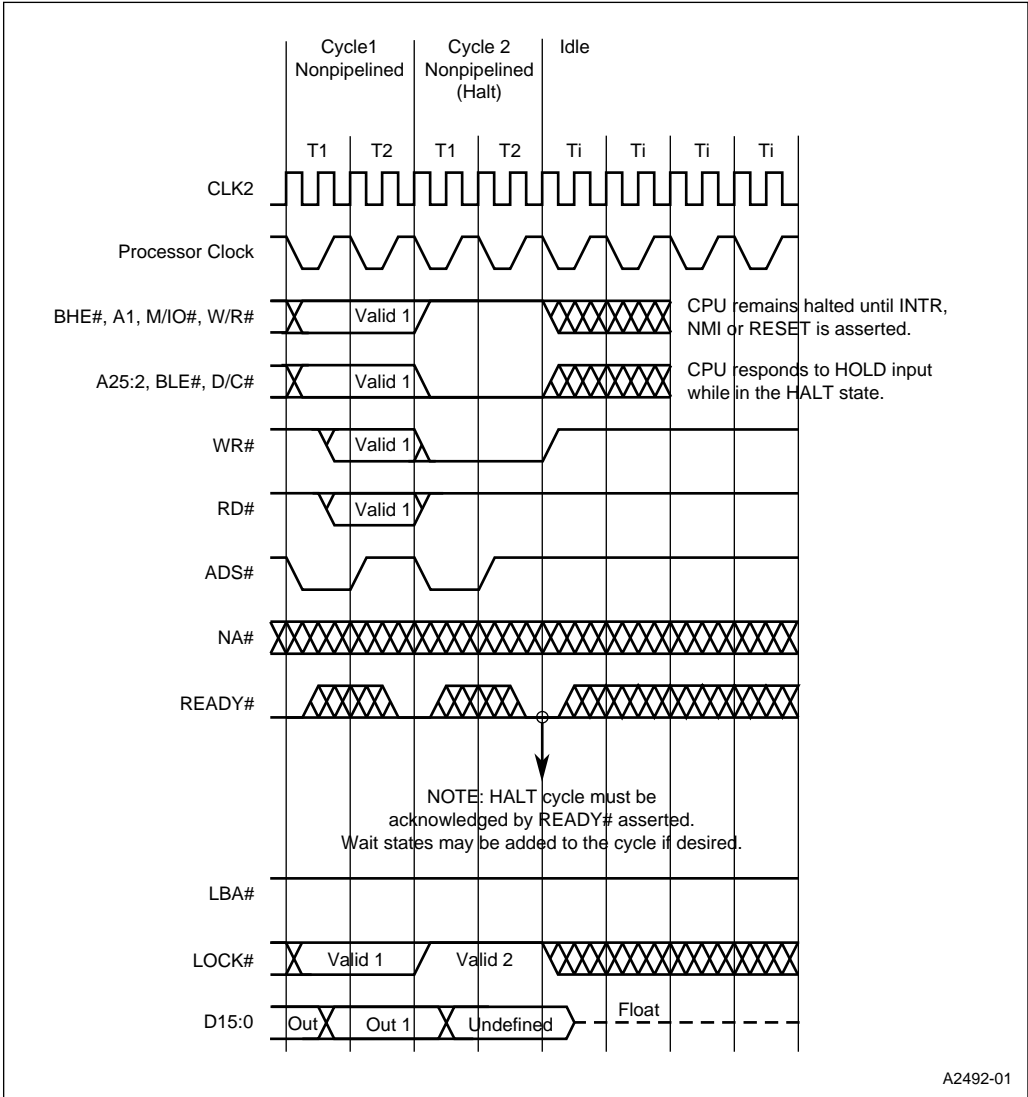 Cycle1
Nonpipelined
Cycle 2
Nonpipelined
(Halt)
Idle
T1 T2 T1 T2 Ti Ti Ti Ti
CLK2
Processor Clock
BHE#, A1, M/IO#, W/R# Valid 1
CPU remains halted until INTR,
NMI or RESET is asserted.
A25:2, BLE#, D/C# Valid 1
CPU responds to HOLD input
while in the HALT state.
WR# Valid 1
RD# Valid 1
ADS#
NA#
READY#
NOTE: HALT cycle must be
acknowledged by READY# asserted.
Wait states may be added to the cycle if desired.
LBA#
LOCK# Valid 1 Valid 2
D15:0 Out Out 1 Undefined Float
A2492-01